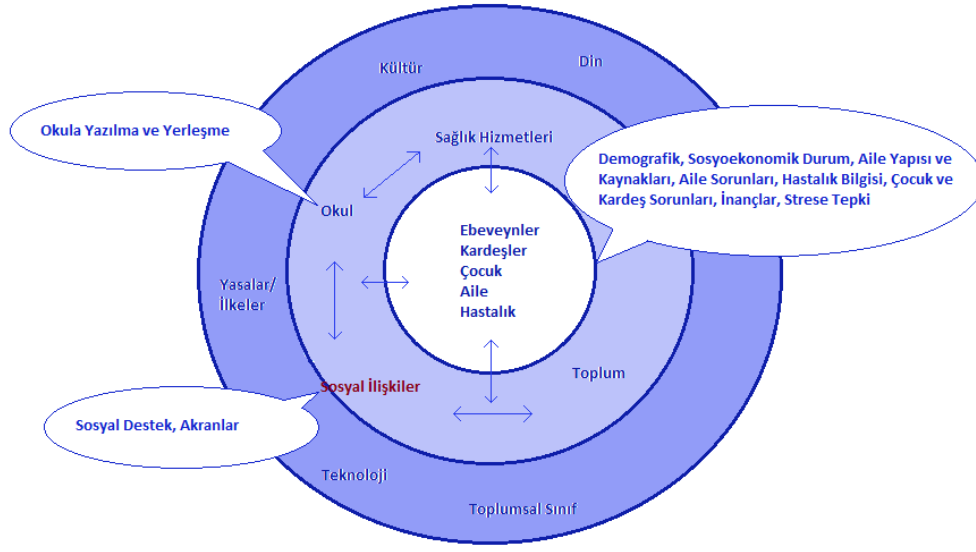 Kültür
Din
Okula Yazılma ve Yerleşme
Sağlık Hizmetleri
Demografik, Sosyoekonomik Durum, Aile Yapısı ve
Kaynakları, Aile Sorunları, Hastalık Bilgisi, Çocuk ve
Kardeş Sorunları, İnançlar, Strese Tepki
Okul
Ebeveynler
Kardeşler
Çocuk
Aile
Hastalık
Yasalar/
İlkeler
Toplum
Sosyal İlişkiler
Sosyal Destek, Akranlar
Teknoloji
Toplumsal Sınıf